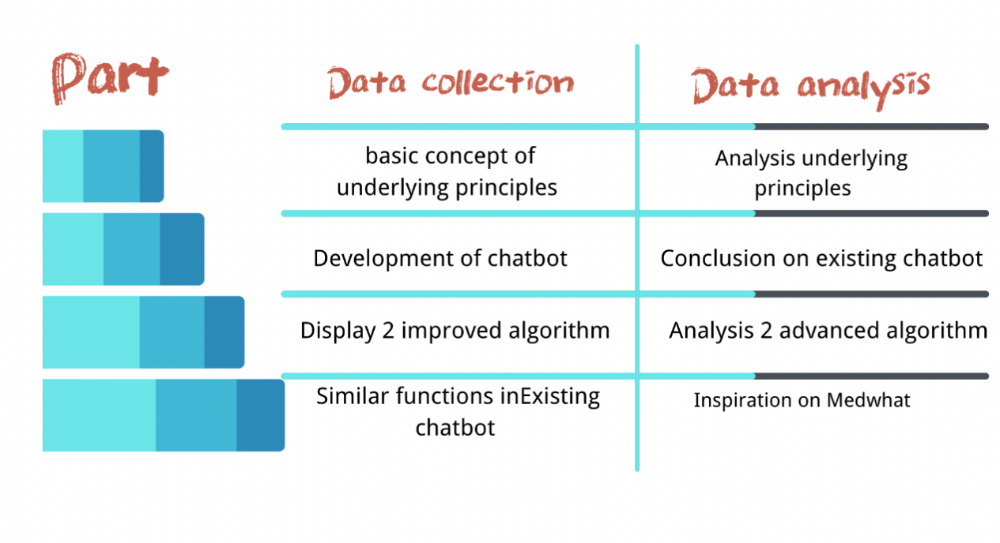 Part
Data collection
Data analysis
basic concept of
underlying principles
Analysis underlying
principles
Development of chatbot
Conclusion on existing chatbot
Display 2 improved algorithm
Analysis 2 advanced algorithm
Similar functions inExisting
chatbot
Inspiration on Medwhat